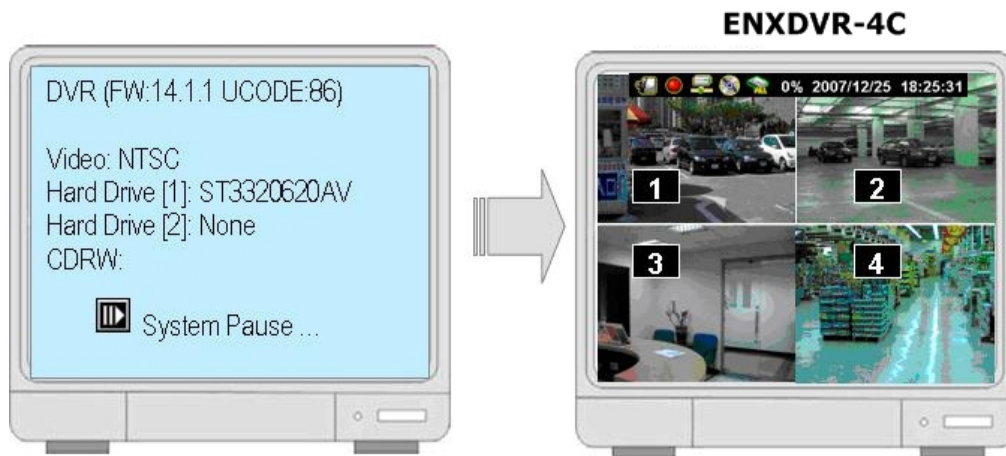 ENXDVR-4C
DVR (FW:14.1.1 UCODE:86)
Video: NTSC
Hard Drive [1]: ST3320620AV
Hard Drive [2]: None
CDRW:
System Pause ...
0% 2007/12/25 18:25:31
1
2
3
4